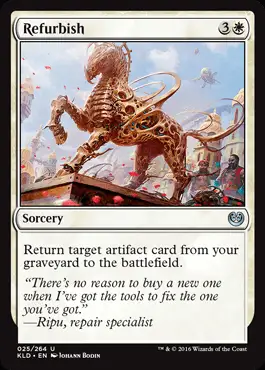 Refurbish 3
Sorcery
Return target artifact card from your
graveyard to the battlefield.
“There’s no reason to buy a new
one when I’ve got the tools to fix the one
you’ve got.”
—Ripu, repair specialist
025/264 U
KLD • EN Johann Bodin
™ & © 2016 Wizards of the Coast